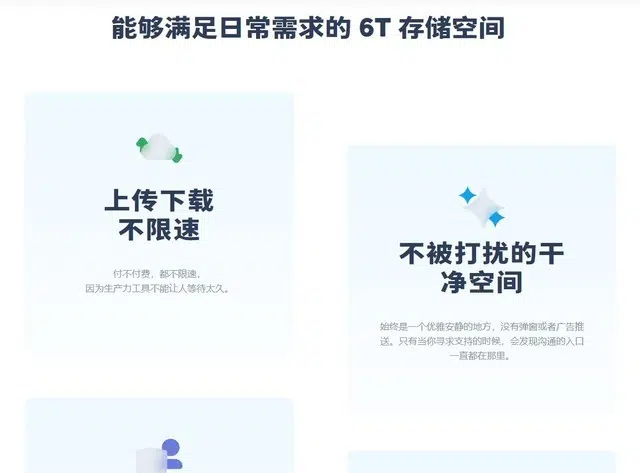 能够满足日常需求的 6T 存储空间
上传下载
不限速
付不付费，都不限速，
因为生产力工具不能让人等待太久。
不被打扰的干
净空间
始终是一个优雅安静的地方，没有弹窗或者广告推
送。只有当你寻求支持的时候，会发现沟通的入口
一直都在那里。